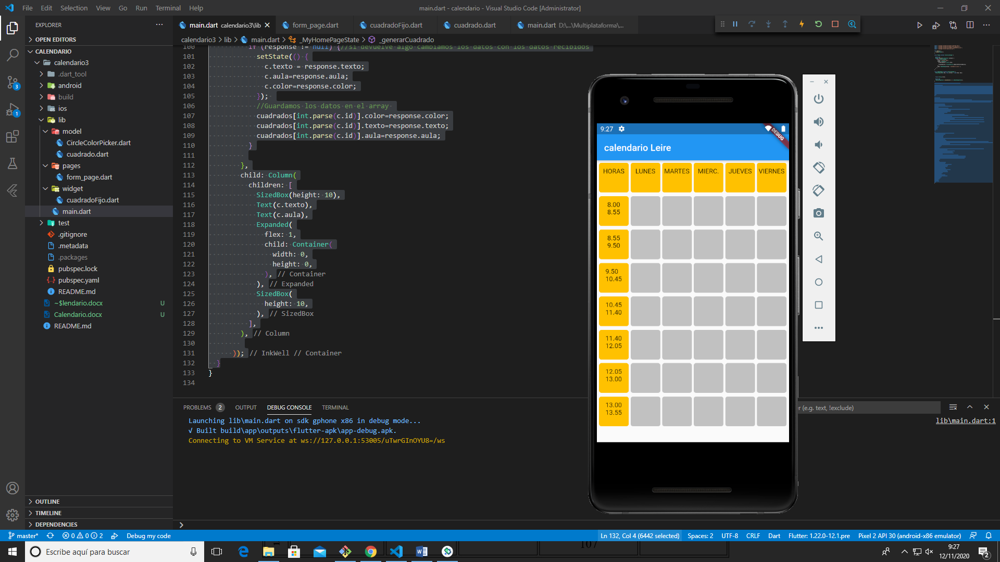 File Edit Selection View Go Run Terminal Help
main.dart - calendario - Visual Studio Code [Administrator]
EXPLORER
OPEN EDITORS
CALENDARIO
calendario3
.dart_tool
android
build
ios
lib
model
CircleColorPicker.dart
cuadrado.dart
pages
form_page.dart
widget
cuadradoFijo.dart
main.dart
test
.gitignore
.metadata
.packages
pubspec.lock
pubspec.yaml
README.md
~$lendario.docx U
Calendario.docx U
README.md
OUTLINE
TIMELINE
DEPENDENCIES
3
1
main.dart calendario3\lib
form_page.dart
cuadradoFijo.dart
cuadrado.dart
main.dart D:\...\Multiplataforma\...
calendario3 > lib > main.dart > _MyHomePageState > _generarCuadrado
100 if (response != null) {//si devuelve algo cambiamos los datos con los datos recibidos
101 setState(() {
102 c.texto = response.texto;
103 c.aula=response.aula;
104 c.color=response.color;
105 });
106 //Guardamos los datos en el array
107 cuadrados[int.parse(c.id)].color=response.color;
108 cuadrados[int.parse(c.id)].texto=response.texto;
109 cuadrados[int.parse(c.id)].aula=response.aula;
110 }
111
112 },
113 child: Column(
114 children: [
115 SizedBox(height: 10),
116 Text(c.texto),
117 Text(c.aula),
118 Expanded(
119 flex: 1,
120 child: Container(
121 width: 0,
122 height: 0,
123 ), // Container
124 ), // Expanded
125 SizedBox(
126 height: 10,
127 ), // SizedBox
128 ],
129 ), // Column
130
131 )); // InkWell // Container
132 }
133 }
134
PROBLEMS 2 OUTPUT DEBUG CONSOLE TERMINAL
r (e.g. text, !exclude)
Launching lib\main.dart on sdk gphone x86 in debug mode...
lib\main.dart:1
√ Built build\app\outputs\flutter-apk\app-debug.apk.
Connecting to VM Service at ws://127.0.0.1:53005/uTwrGInOYU8=/ws
9:27
DEBUG
calendario Leire
HORAS LUNES MARTES MIERC. JUEVES VIERNES
8.00
8.55
8.55
9.50
9.50
10.45
10.45
11.40
11.40
12.05
12.05
13.00
13.00
13.55
master* 0 0 2 Debug my code
Ln 132, Col 4 (6442 selected) Spaces: 2 UTF-8 CRLF Dart Flutter: 1.22.0-12.1.pre Pixel 2 API 30 (android-x86 emulator)
Escribe aquí para buscar
107
9:27
12/11/2020
2